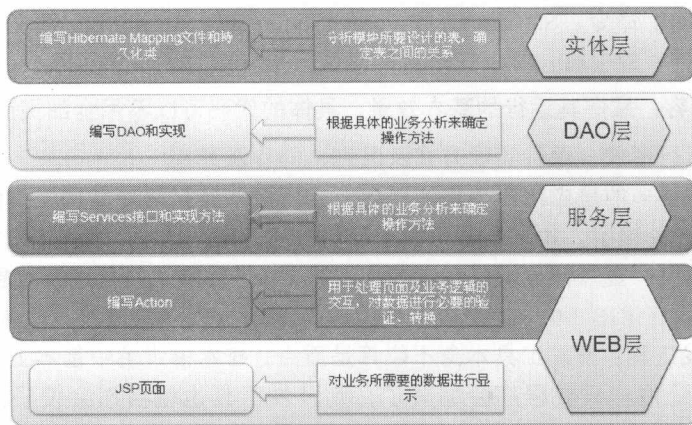 编写Hibernate Mapping文件和持
久化类
分析模块所要设计的表，确
定表之间的关系
实体层
编写DAO和实现
根据具体的业务分析来确定
操作方法
DAO层
编写Services接口和实现方法
根据具体的业务分析来确定
操作方法
服务层
编写Action
用于处理页面及业务逻辑的
交互，对数据进行必要的验
证、转换
WEB层
JSP页面
对业务所需要的数据进行显
示